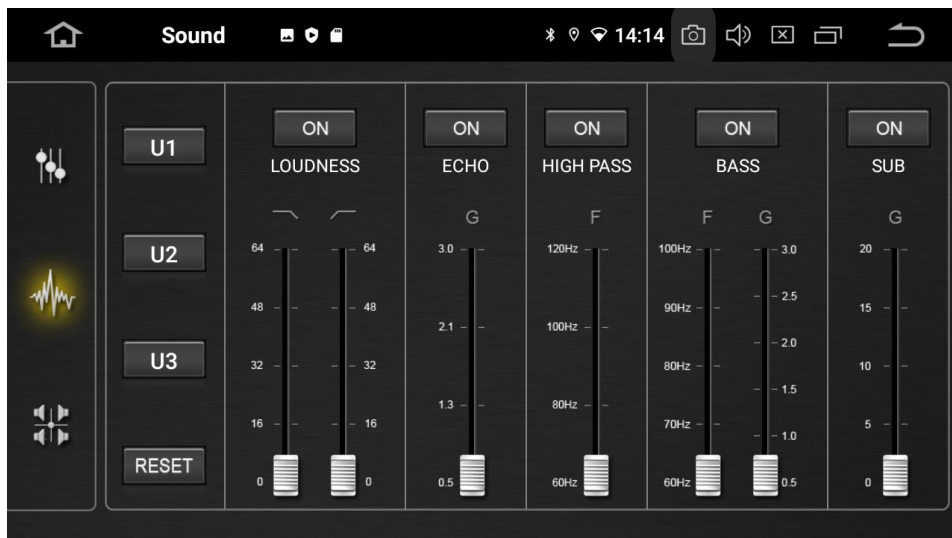 Sound
14:14
U1
U2
U3
RESET
ON
LOUDNESS
64
48
32
16
0
64
48
32
16
0
ON
ECHO
G
3.0
2.1
1.3
0.5
ON
HIGH PASS
F
120Hz
100Hz
80Hz
60Hz
ON
BASS
F
G
100Hz
90Hz
80Hz
70Hz
60Hz
3.0
2.5
2.0
1.5
1.0
0.5
ON
SUB
G
20
15
10
5
0